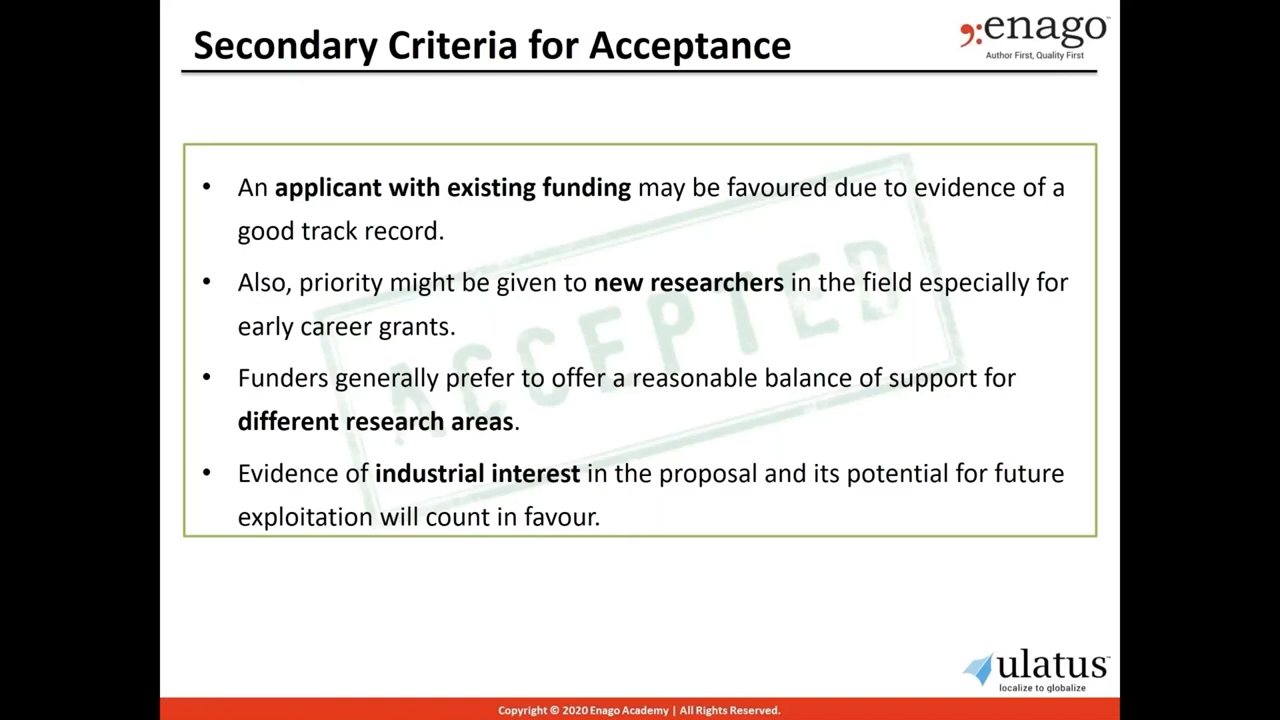 Secondary Criteria for Acceptance
enago™
Author First, Quality First
ACCEPTED
• An applicant with existing funding may be favoured due to evidence of a
good track record.
• Also, priority might be given to new researchers in the field especially for
early career grants.
• Funders generally prefer to offer a reasonable balance of support for
different research areas.
• Evidence of industrial interest in the proposal and its potential for future
exploitation will count in favour.
ulatus™
localize to globalize
Copyright © 2020 Enago Academy | All Rights Reserved.